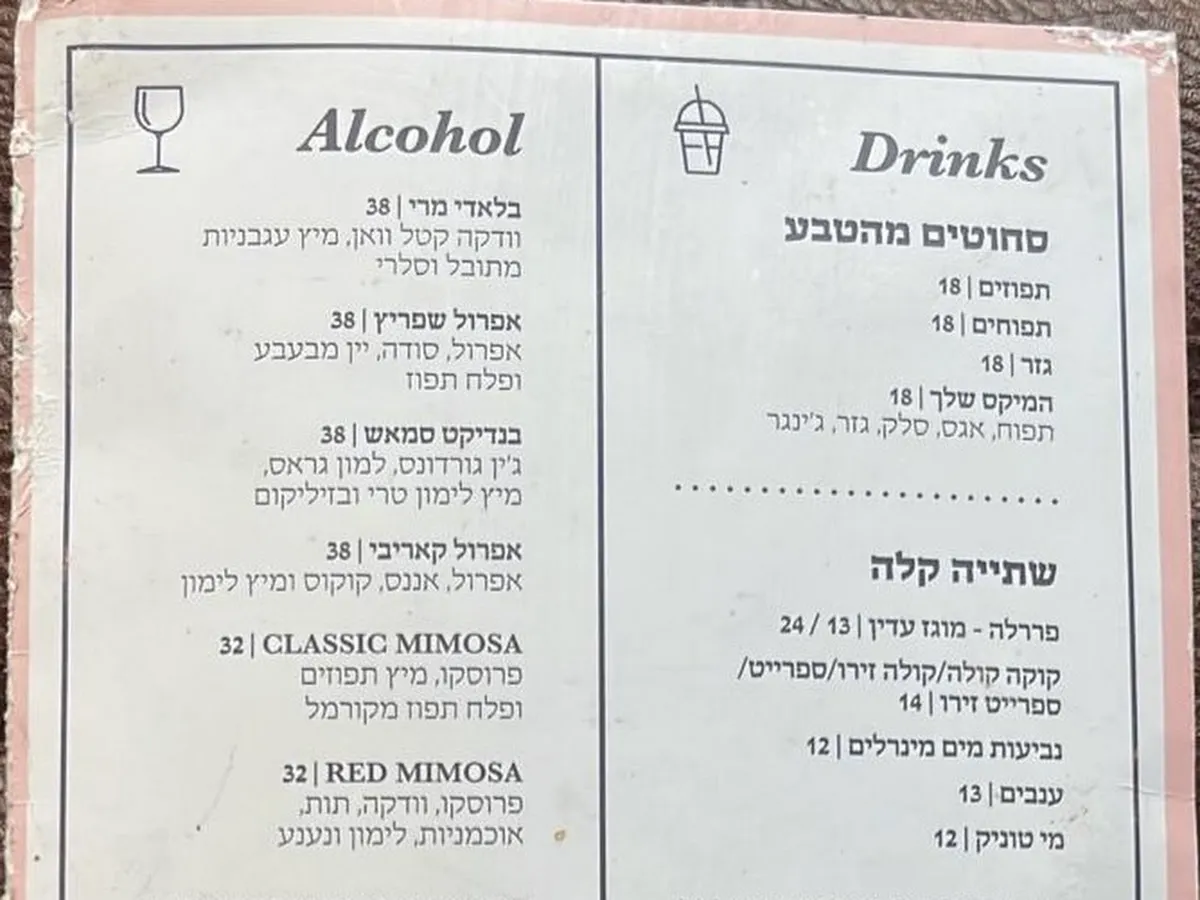 Drinks
סחוטים מהטבע
תפוזים | 18
תפוחים | 18
גזר | 18
המיקס שלך | 18
תפוח, אגס, סלק, גזר, ג'ינגר
שתייה קלה
פררלה - מוגז עדין | 13 / 24
קוקה קולה/קולה זירו/ספרייט/
ספרייט זירו | 14
נביעות מים מינרלים | 12
ענבים | 13
מי טוניק | 12
Alcohol
בלאדי מרי | 38
וודקה קטל וואן, מיץ עגבניות
מתובל וסלרי
אפרול שפריץ | 38
אפרול, סודה, יין מבעבע
ופלח תפוז
בנדיקט סמאש | 38
ג'ין גורדונס, למון גראס,
מיץ לימון טרי ובזיליקום
אפרול קאריבי | 38
אפרול, אננס, קוקוס ומיץ לימון
CLASSIC MIMOSA | 32
פרוסקו, מיץ תפוזים
ופלח תפוז מקורמל
RED MIMOSA | 32
פרוסקו, וודקה, תות,
אוכמניות, לימון ונענע